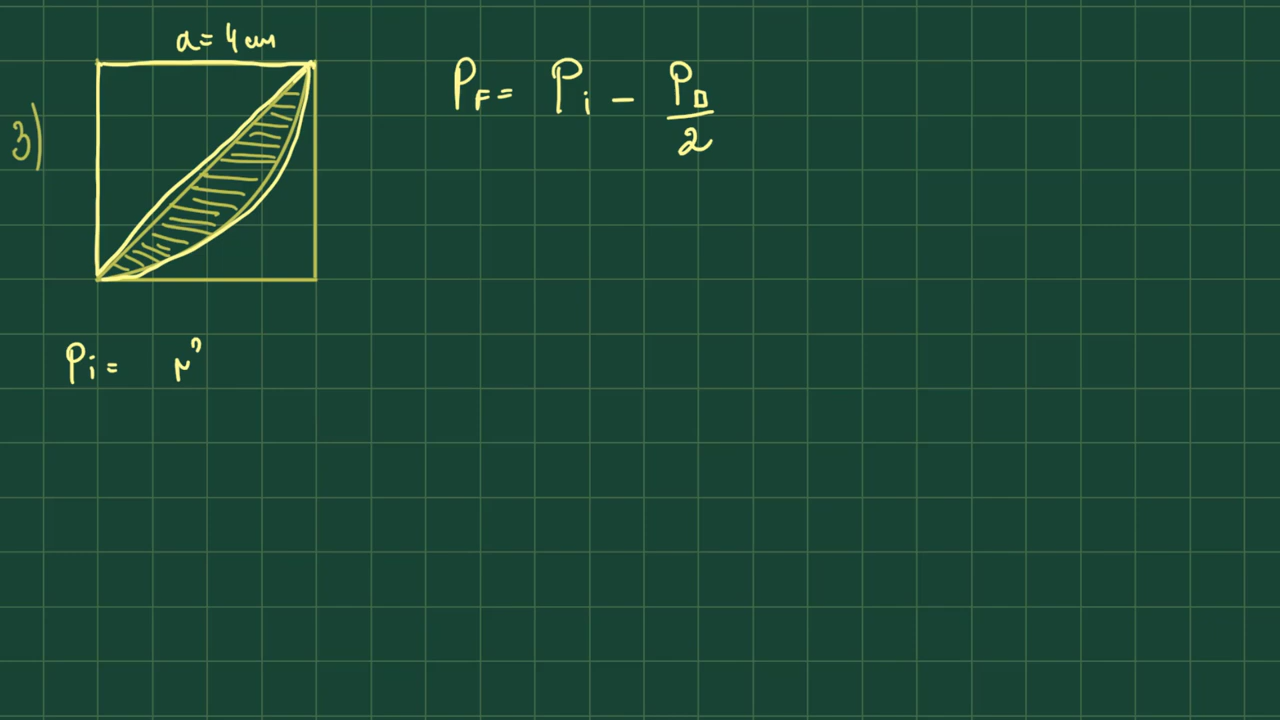 a = 4 cm
3)
P_F = P_i - P_□/2
P_i = r²